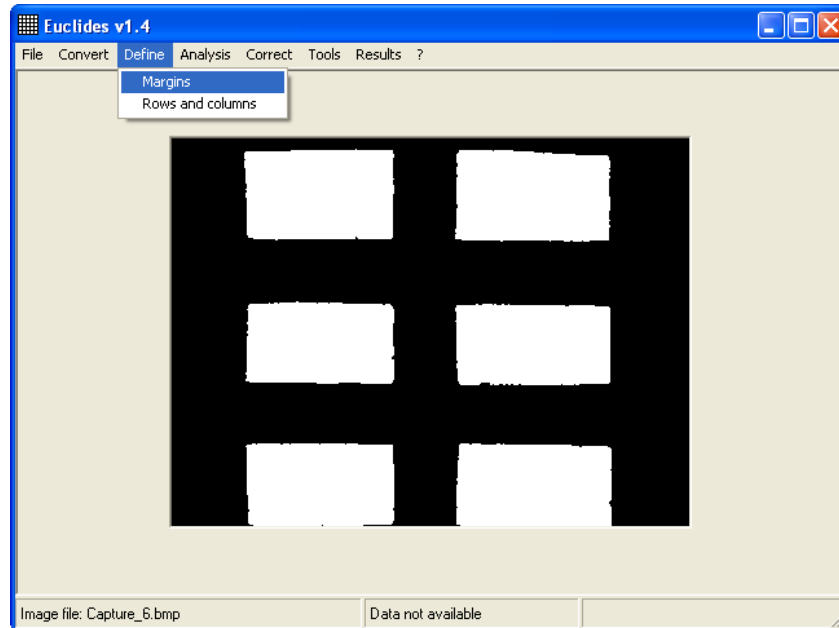 Euclides v1.4
File Convert Define Analysis Correct Tools Results ?
Margins
Rows and columns
Image file: Capture_6.bmp Data not available